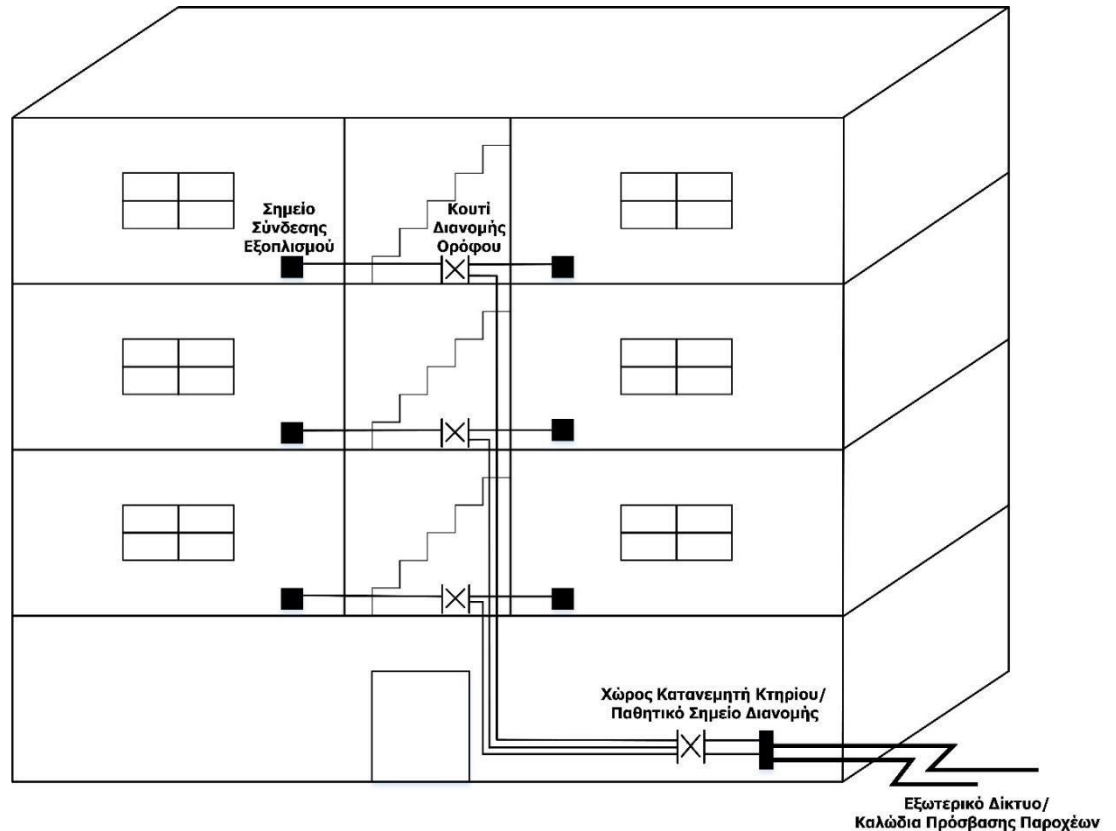 Σημείο
Σύνδεσης
Εξοπλισμού
Κουτί
Διανομής
Ορόφου
Χώρος Κατανεμητή Κτηρίου/
Παθητικό Σημείο Διανομής
Εξωτερικό Δίκτυο/
Καλώδια Πρόσβασης Παροχέων